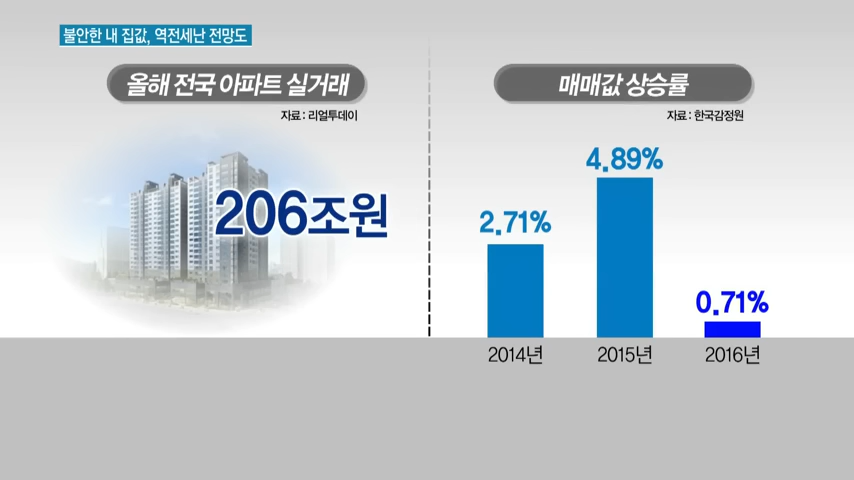 불안한 내 집값, 역전세난 전망도
올해 전국 아파트 실거래
자료 : 리얼투데이
206조원
매매값 상승률
자료 : 한국감정원
2.71%
4.89%
0.71%
2014년
2015년
2016년